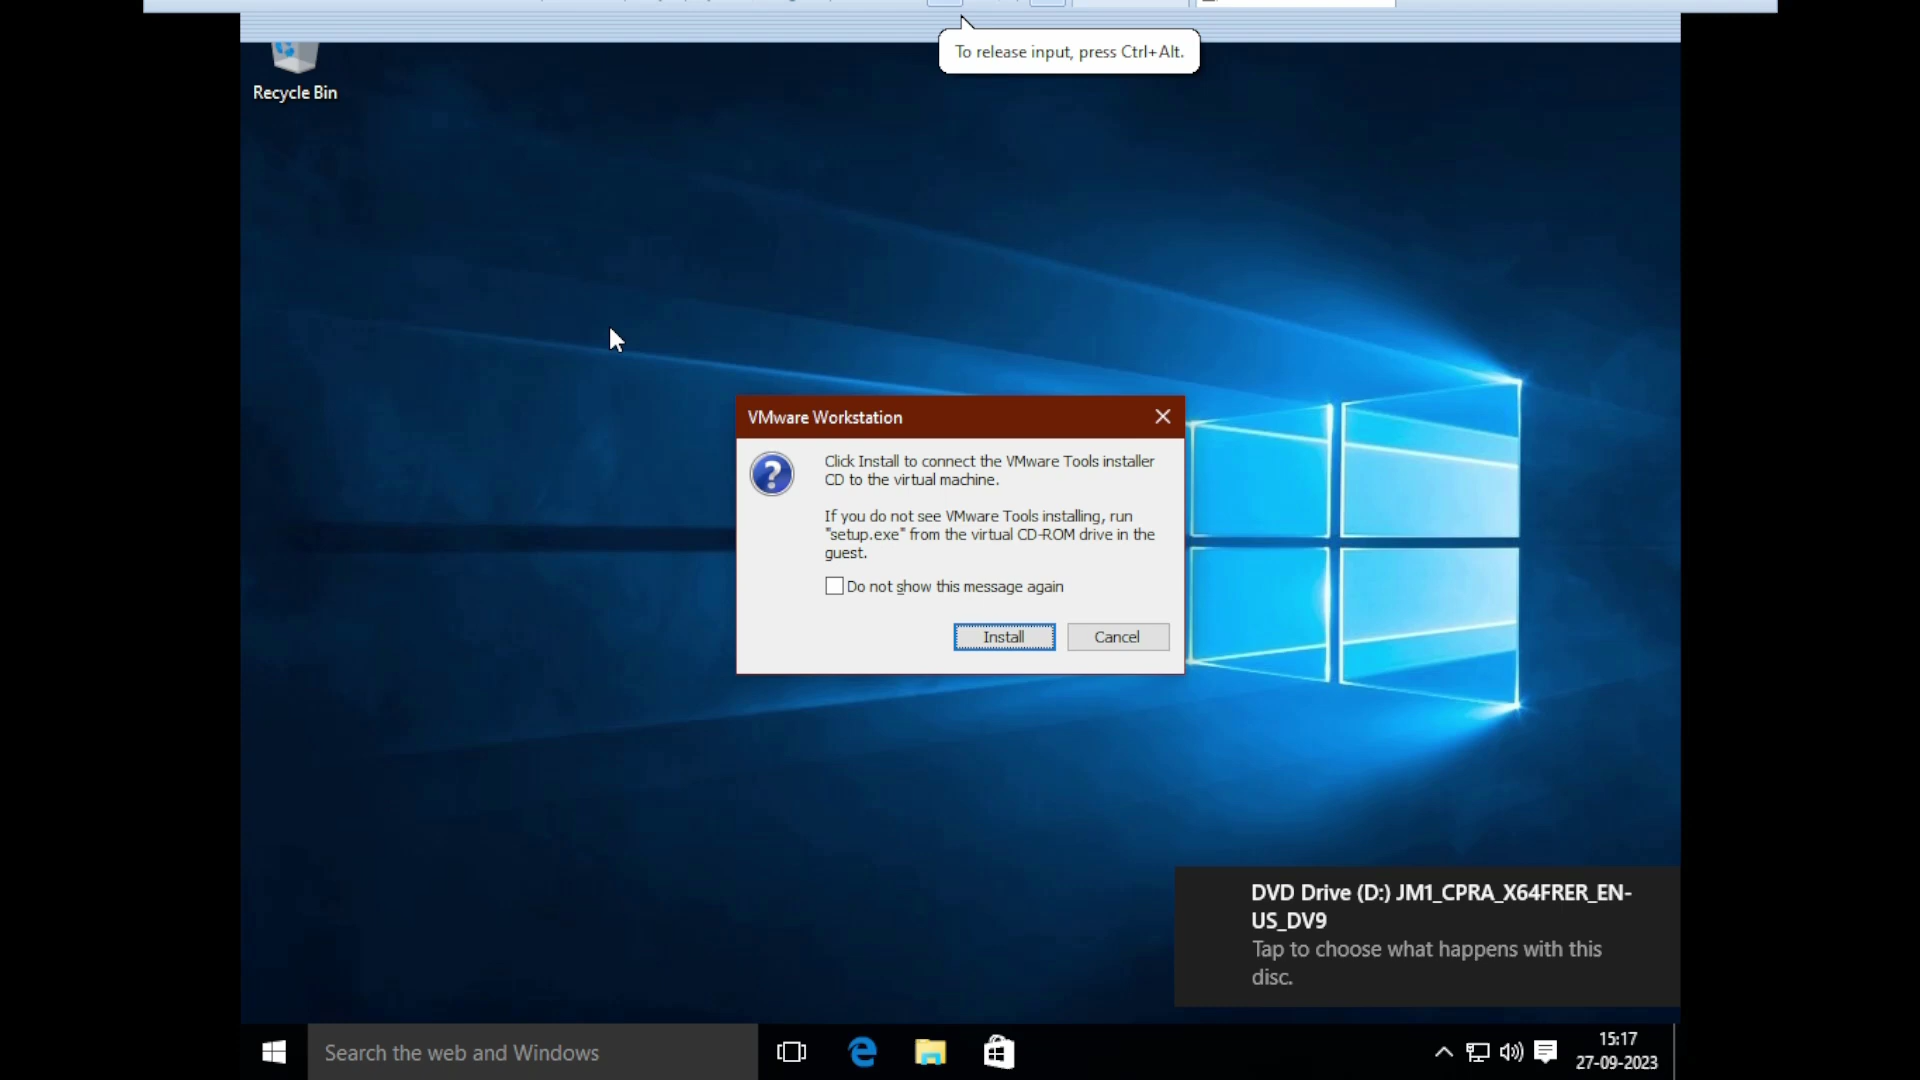 To release input, press Ctrl+Alt.
Recycle Bin
VMware Workstation
Click Install to connect the VMware Tools installer
CD to the virtual machine.
If you do not see VMware Tools installing, run
"setup.exe" from the virtual CD-ROM drive in the
guest.
Do not show this message again
Install
Cancel
DVD Drive (D:) JM1_CPRA_X64FRER_EN-
US_DV9
Tap to choose what happens with this
disc.
Search the web and Windows
15:17
27-09-2023